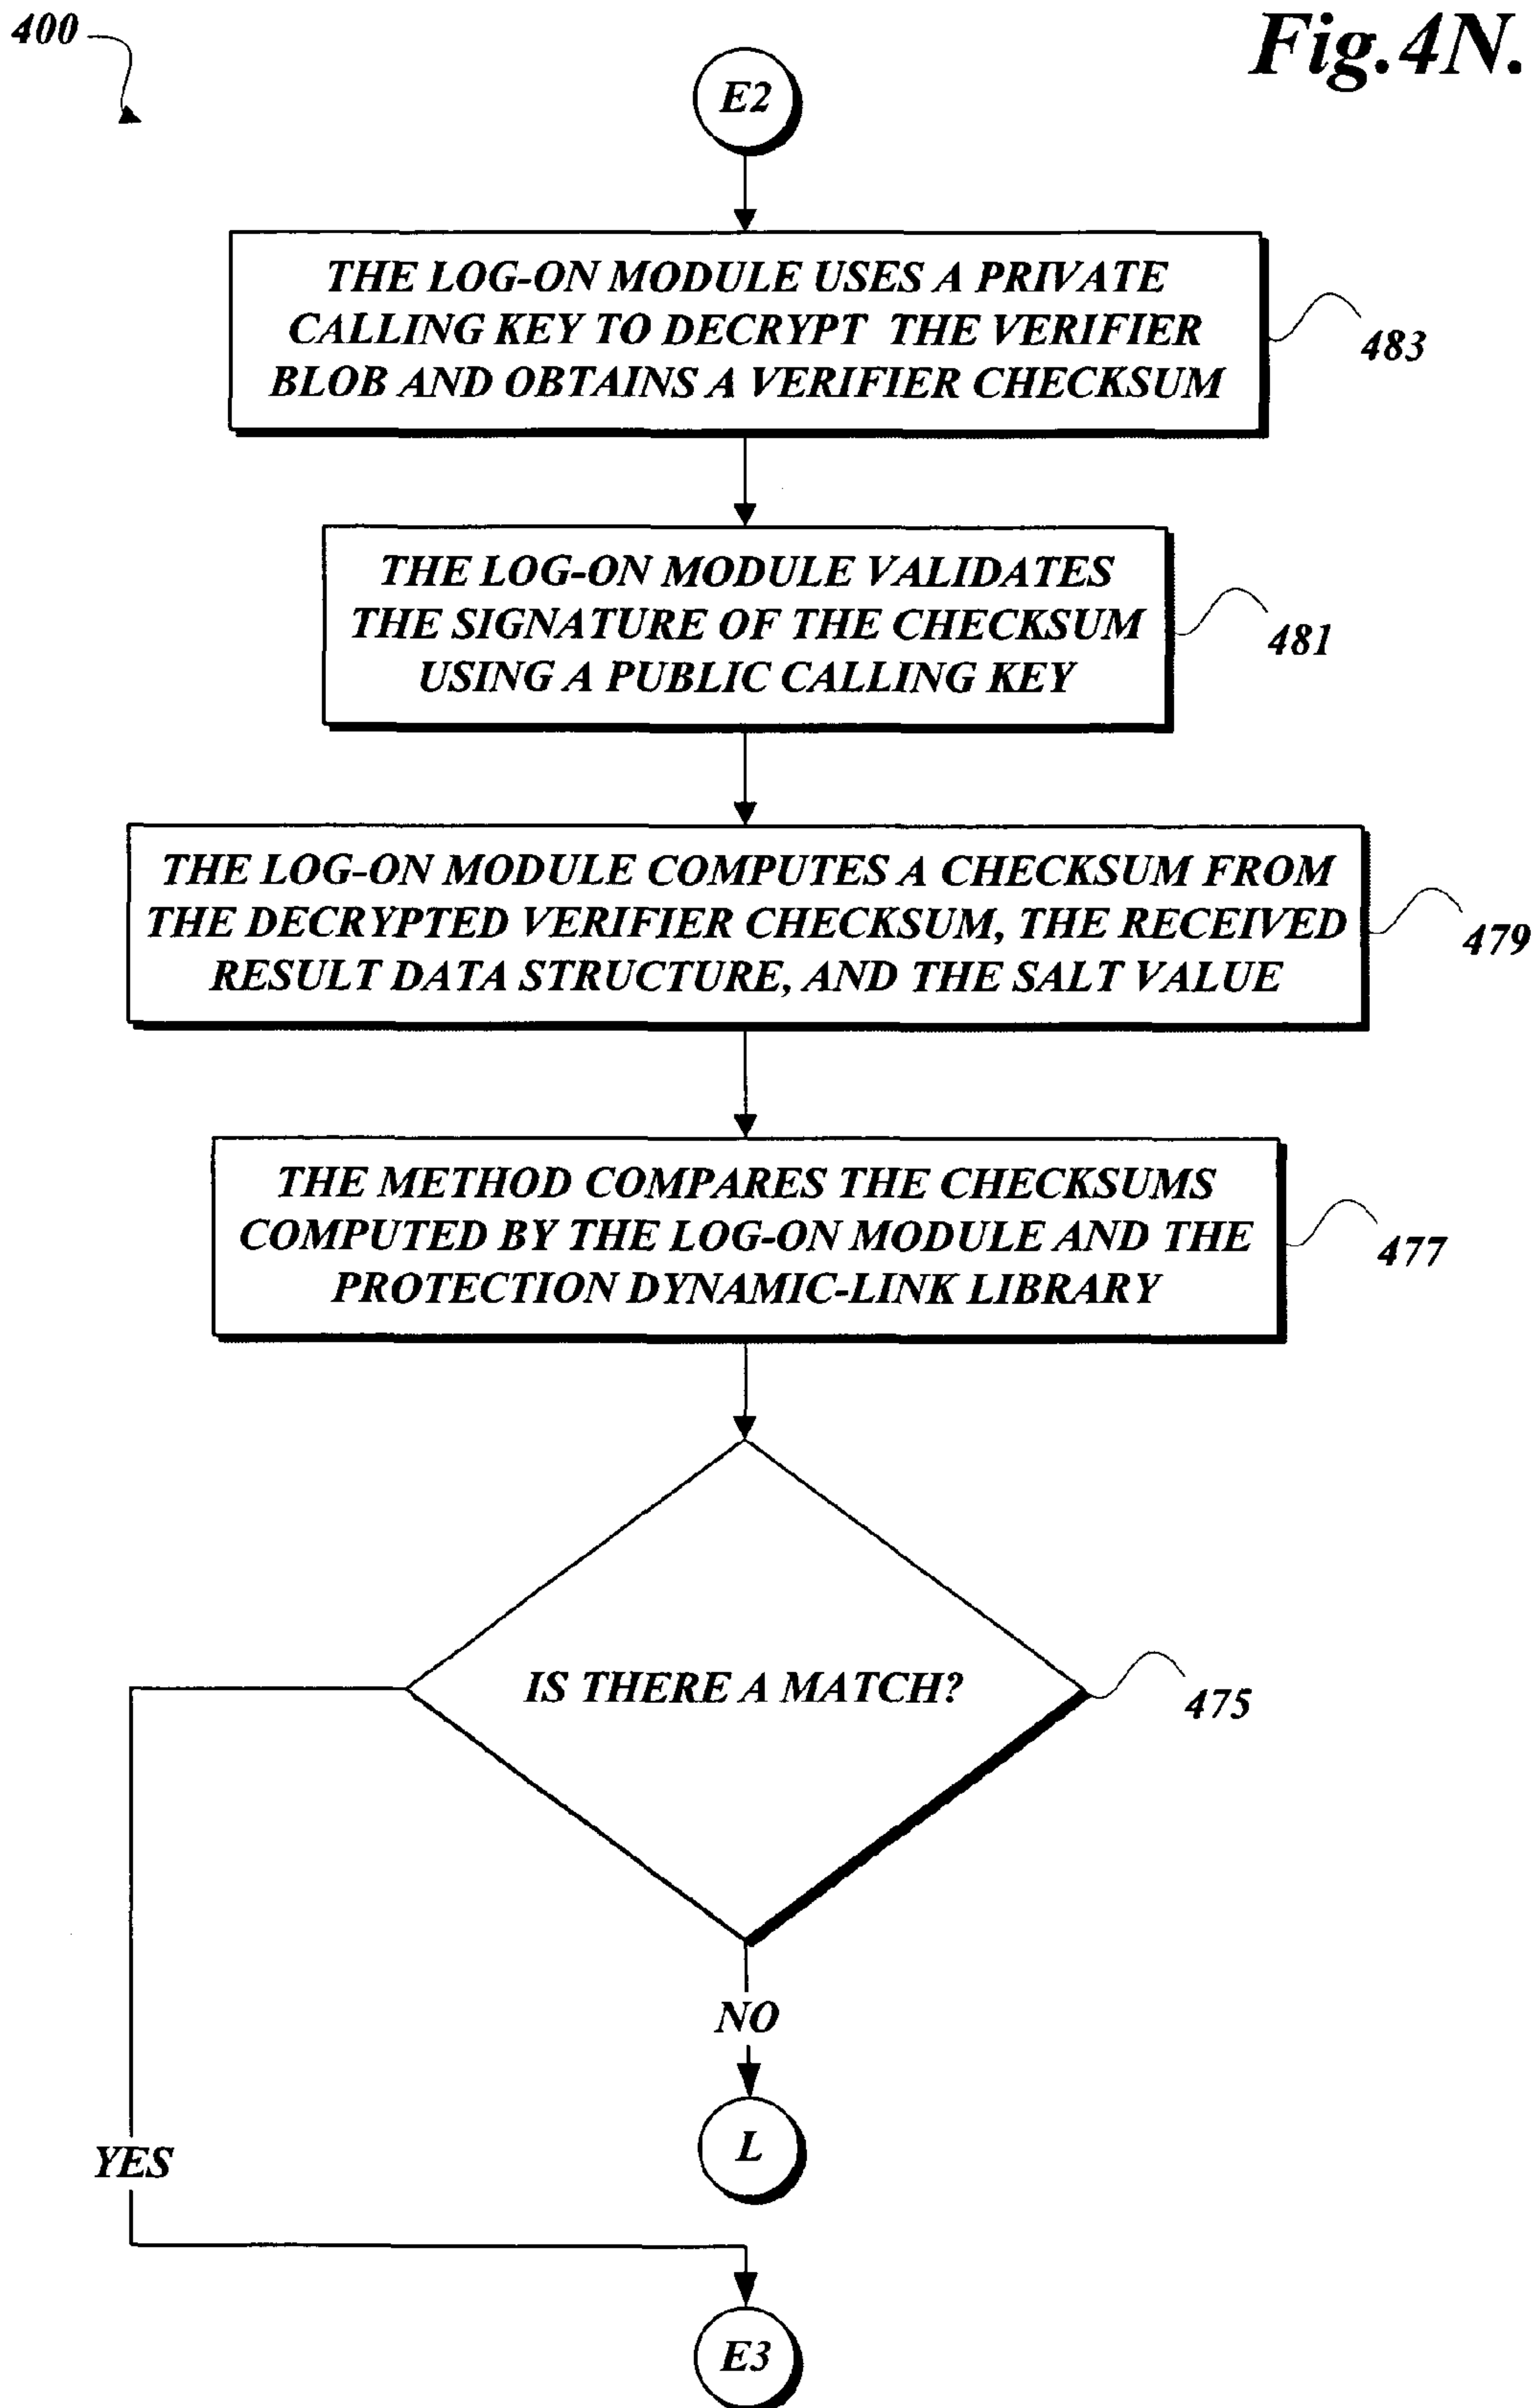 400
Fig.4N.
E2
THE LOG-ON MODULE USES A PRIVATE
CALLING KEY TO DECRYPT THE VERIFIER
BLOB AND OBTAINS A VERIFIER CHECKSUM
483
THE LOG-ON MODULE VALIDATES
THE SIGNATURE OF THE CHECKSUM
USING A PUBLIC CALLING KEY
481
THE LOG-ON MODULE COMPUTES A CHECKSUM FROM
THE DECRYPTED VERIFIER CHECKSUM, THE RECEIVED
RESULT DATA STRUCTURE, AND THE SALT VALUE
479
THE METHOD COMPARES THE CHECKSUMS
COMPUTED BY THE LOG-ON MODULE AND THE
PROTECTION DYNAMIC-LINK LIBRARY
477
IS THERE A MATCH?
475
NO
L
YES
E3